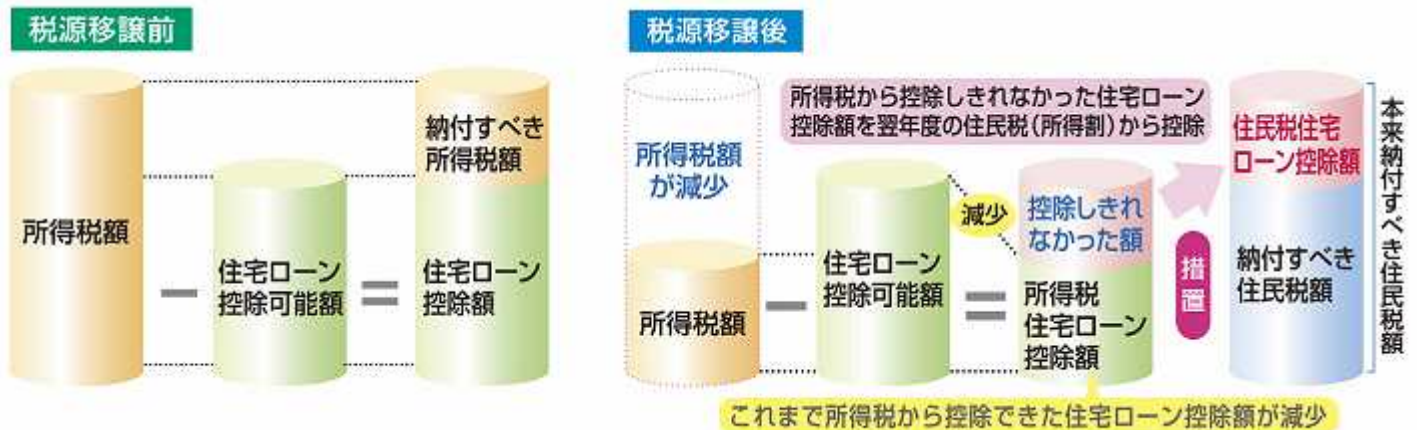 税源移譲前
所得税額
住宅ローン
控除可能額
納付すべき
所得税額
住宅ローン
控除額
税源移譲後
所得税額
が減少
所得税額
所得税から控除しきれなかった住宅ローン
控除額を翌年度の住民税(所得割)から控除
住宅ローン
控除可能額
減少
控除しきれ
なかった額
所得税
住宅ローン
控除額
措置
住民税住宅
ローン控除額
納付すべき
住民税額
本来納付すべき住民税額
これまで所得税から控除できた住宅ローン控除額が減少